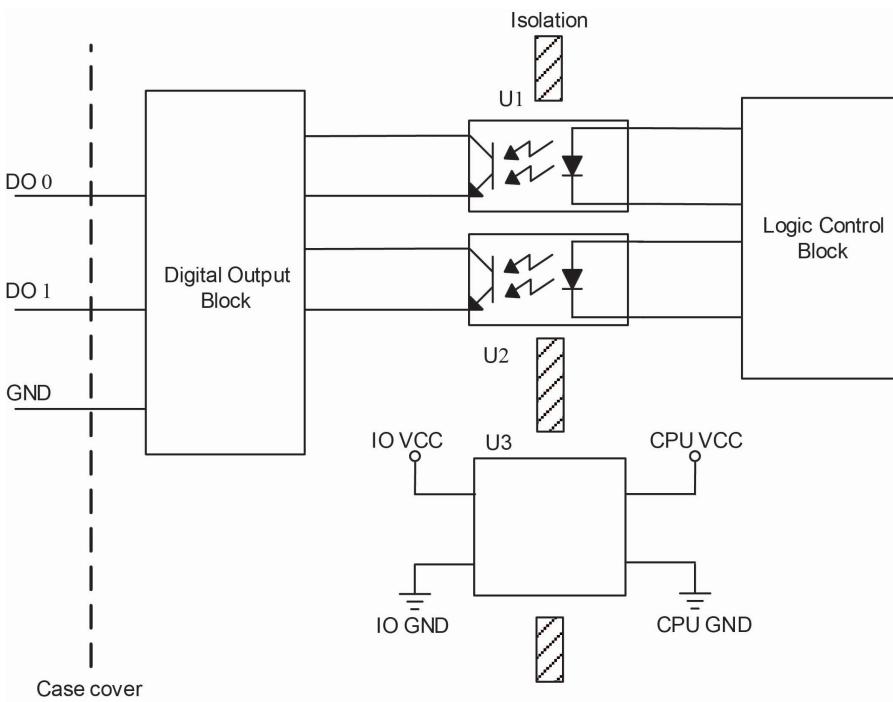 Isolation
U1
DO 0
Logic Control
Block
Digital Output
Block
DO 1
U2
GND
IO VCC
U3
CPU VCC
IO GND
CPU GND
Case cover